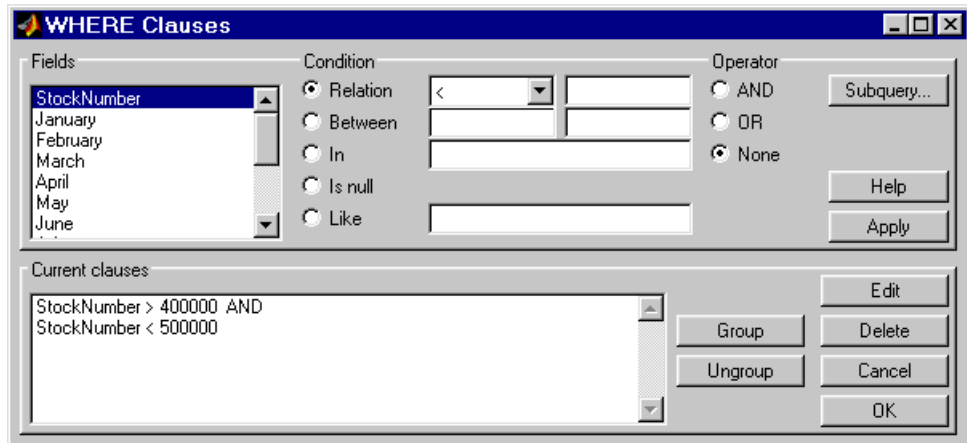 WHERE Clauses
Fields
Condition
Operator
StockNumber
January
February
March
April
May
June
Relation
<
Between
In
Is null
Like
AND
OR
None
Subquery...
Help
Apply
Current clauses
StockNumber > 400000 AND
StockNumber < 500000
Group
Ungroup
Edit
Delete
Cancel
OK